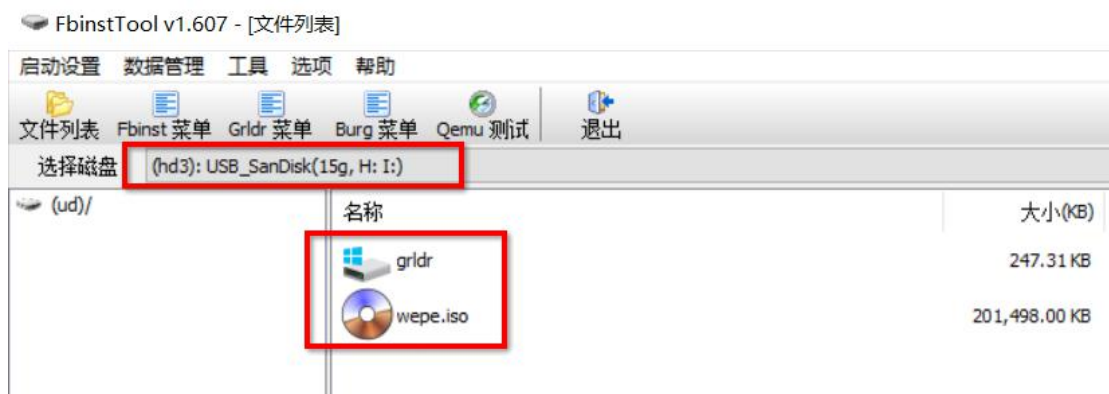 FbinstTool v1.607 - [文件列表]
启动设置 数据管理 工具 选项 帮助
文件列表 Fbinst 菜单 Grldr 菜单 Burg 菜单 Qemu 测试 退出
选择磁盘 (hd3): USB_SanDisk(15g, H: I:)
(ud)/ 名称 大小(KB)
grldr 247.31 KB
wepe.iso 201,498.00 KB